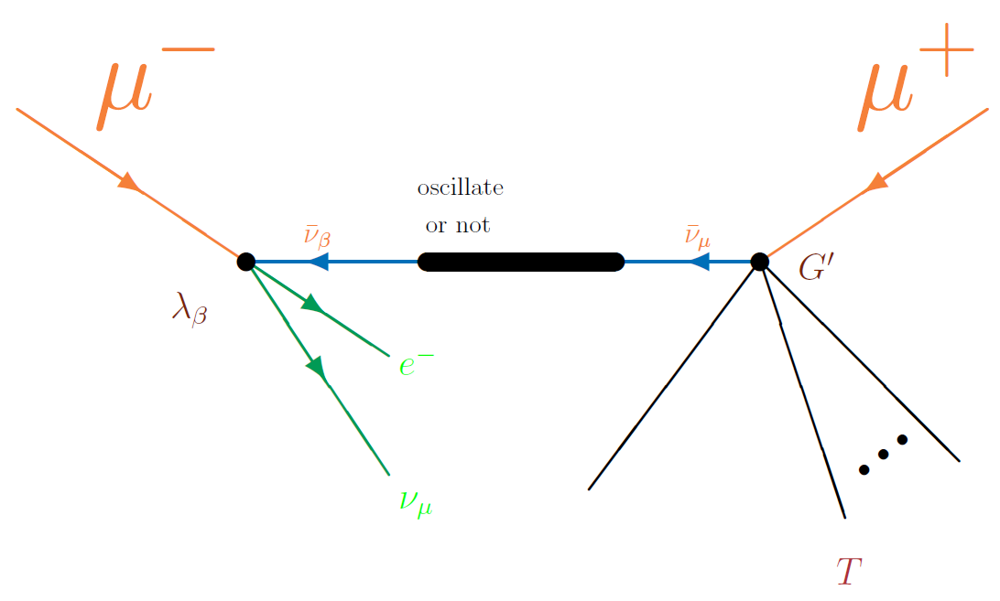 μ⁻
μ⁺
oscillate
or not
ν̄_β
ν̄_μ
G′
λ_β
e⁻
ν_μ
T